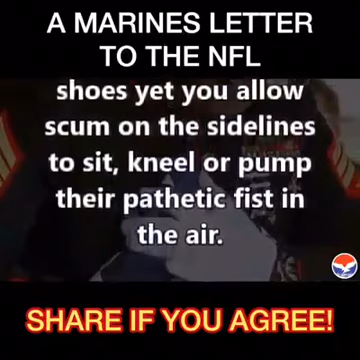 A MARINES LETTER
TO THE NFL
shoes yet you allow
scum on the sidelines
to sit, kneel or pump
their pathetic fist in
the air.
SHARE IF YOU AGREE!